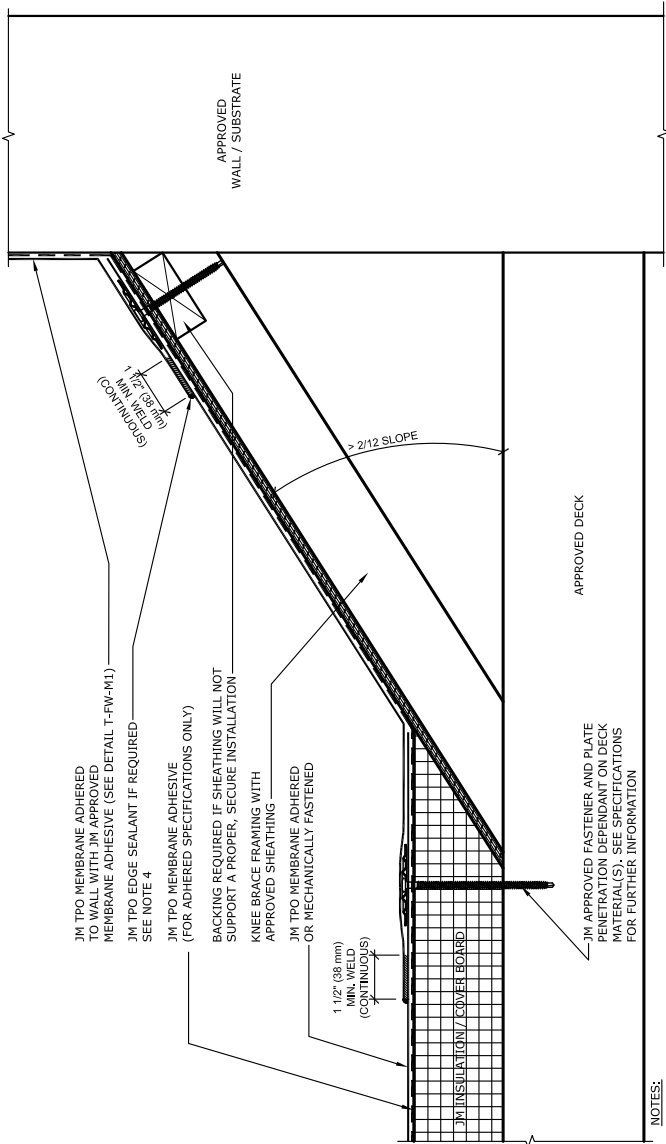 JM TPO MEMBRANE ADHERED
TO WALL WITH JM APPROVED
MEMBRANE ADHESIVE (SEE DETAIL T-FW-M1)
JM TPO EDGE SEALANT IF REQUIRED
SEE NOTE 4
JM TPO MEMBRANE ADHESIVE
(FOR ADHERED SPECIFICATIONS ONLY)
BACKING REQUIRED IF SHEATHING WILL NOT
SUPPORT A PROPER, SECURE INSTALLATION
KNEE BRACE FRAMING WITH
APPROVED SHEATHING
JM TPO MEMBRANE ADHERED
OR MECHANICALLY FASTENED
1 1/2" (38 mm)
MIN. WELD
(CONTINUOUS)
1 1/2" (38 mm)
MIN. WELD
(CONTINUOUS)
APPROVED
WALL / SUBSTRATE
> 2/12 SLOPE
JM INSULATION / COVER BOARD
APPROVED DECK
JM APPROVED FASTENER AND PLATE
PENETRATION DEPENDANT ON DECK
MATERIAL(S). SEE SPECIFICATIONS
FOR FURTHER INFORMATION
NOTES: